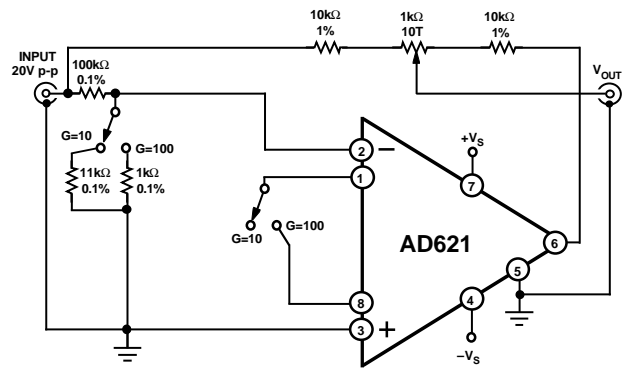 10kΩ
1%
1kΩ
10T
10kΩ
1%
INPUT
20V p-p
100kΩ
0.1%
VOUT
G=10
G=100
11kΩ
0.1%
1kΩ
0.1%
G=10
G=100
2
−
1
+VS
7
AD621
6
5
8
4
3
+
−VS